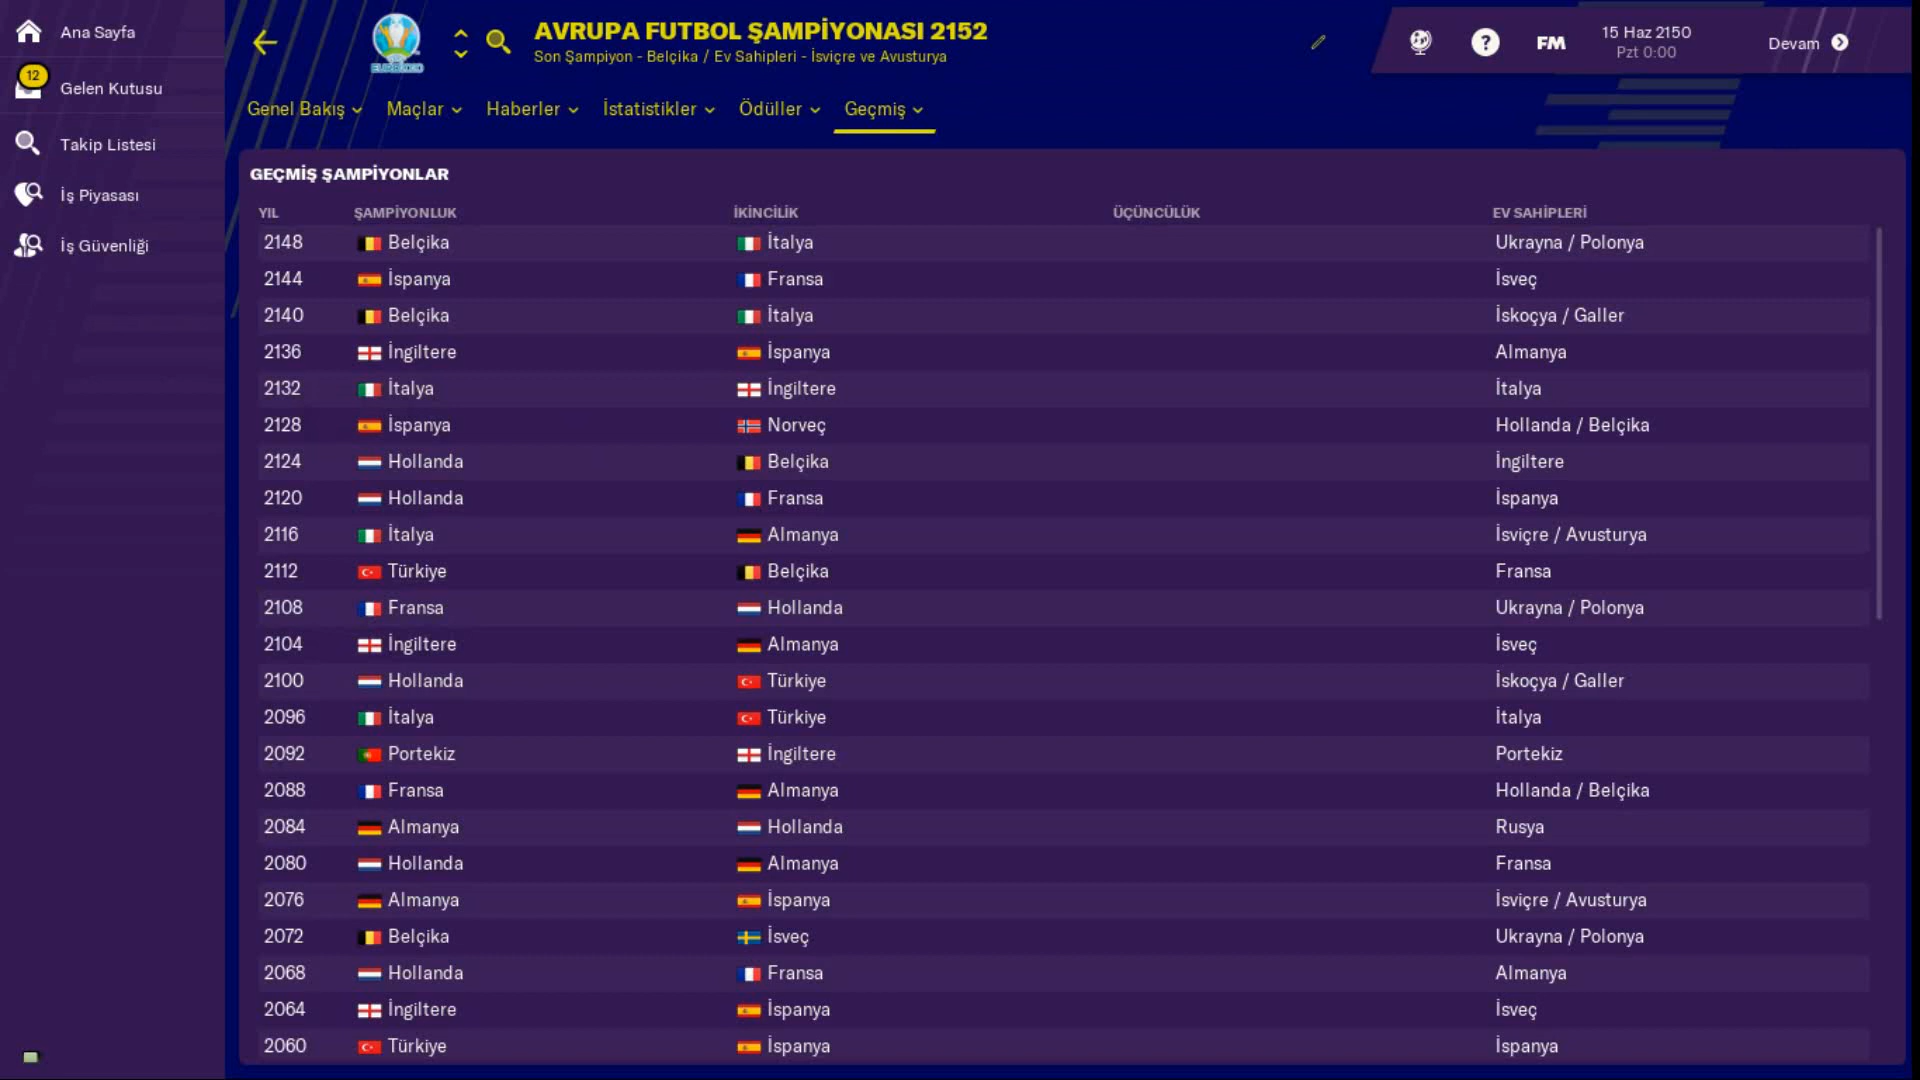 Ana Sayfa
12
Gelen Kutusu
Takip Listesi
İş Piyasası
İş Güvenliği
AVRUPA FUTBOL ŞAMPİYONASI 2152
Son Şampiyon - Belçika / Ev Sahipleri - İsviçre ve Avusturya
EURO2020
? FM 15 Haz 2150 Devam
Pzt 0:00
Genel Bakış Maçlar Haberler İstatistikler Ödüller Geçmiş
GEÇMİŞ ŞAMPİYONLAR
YIL ŞAMPİYONLUK İKİNCİLİK ÜÇÜNCÜLÜK EV SAHİPLERİ
2148 Belçika İtalya Ukrayna / Polonya
2144 İspanya Fransa İsveç
2140 Belçika İtalya İskoçya / Galler
2136 İngiltere İspanya Almanya
2132 İtalya İngiltere İtalya
2128 İspanya Norveç Hollanda / Belçika
2124 Hollanda Belçika İngiltere
2120 Hollanda Fransa İspanya
2116 İtalya Almanya İsviçre / Avusturya
2112 Türkiye Belçika Fransa
2108 Fransa Hollanda Ukrayna / Polonya
2104 İngiltere Almanya İsveç
2100 Hollanda Türkiye İskoçya / Galler
2096 İtalya Türkiye İtalya
2092 Portekiz İngiltere Portekiz
2088 Fransa Almanya Hollanda / Belçika
2084 Almanya Hollanda Rusya
2080 Hollanda Almanya Fransa
2076 Almanya İspanya İsviçre / Avusturya
2072 Belçika İsveç Ukrayna / Polonya
2068 Hollanda Fransa Almanya
2064 İngiltere İspanya İsveç
2060 Türkiye İspanya İspanya